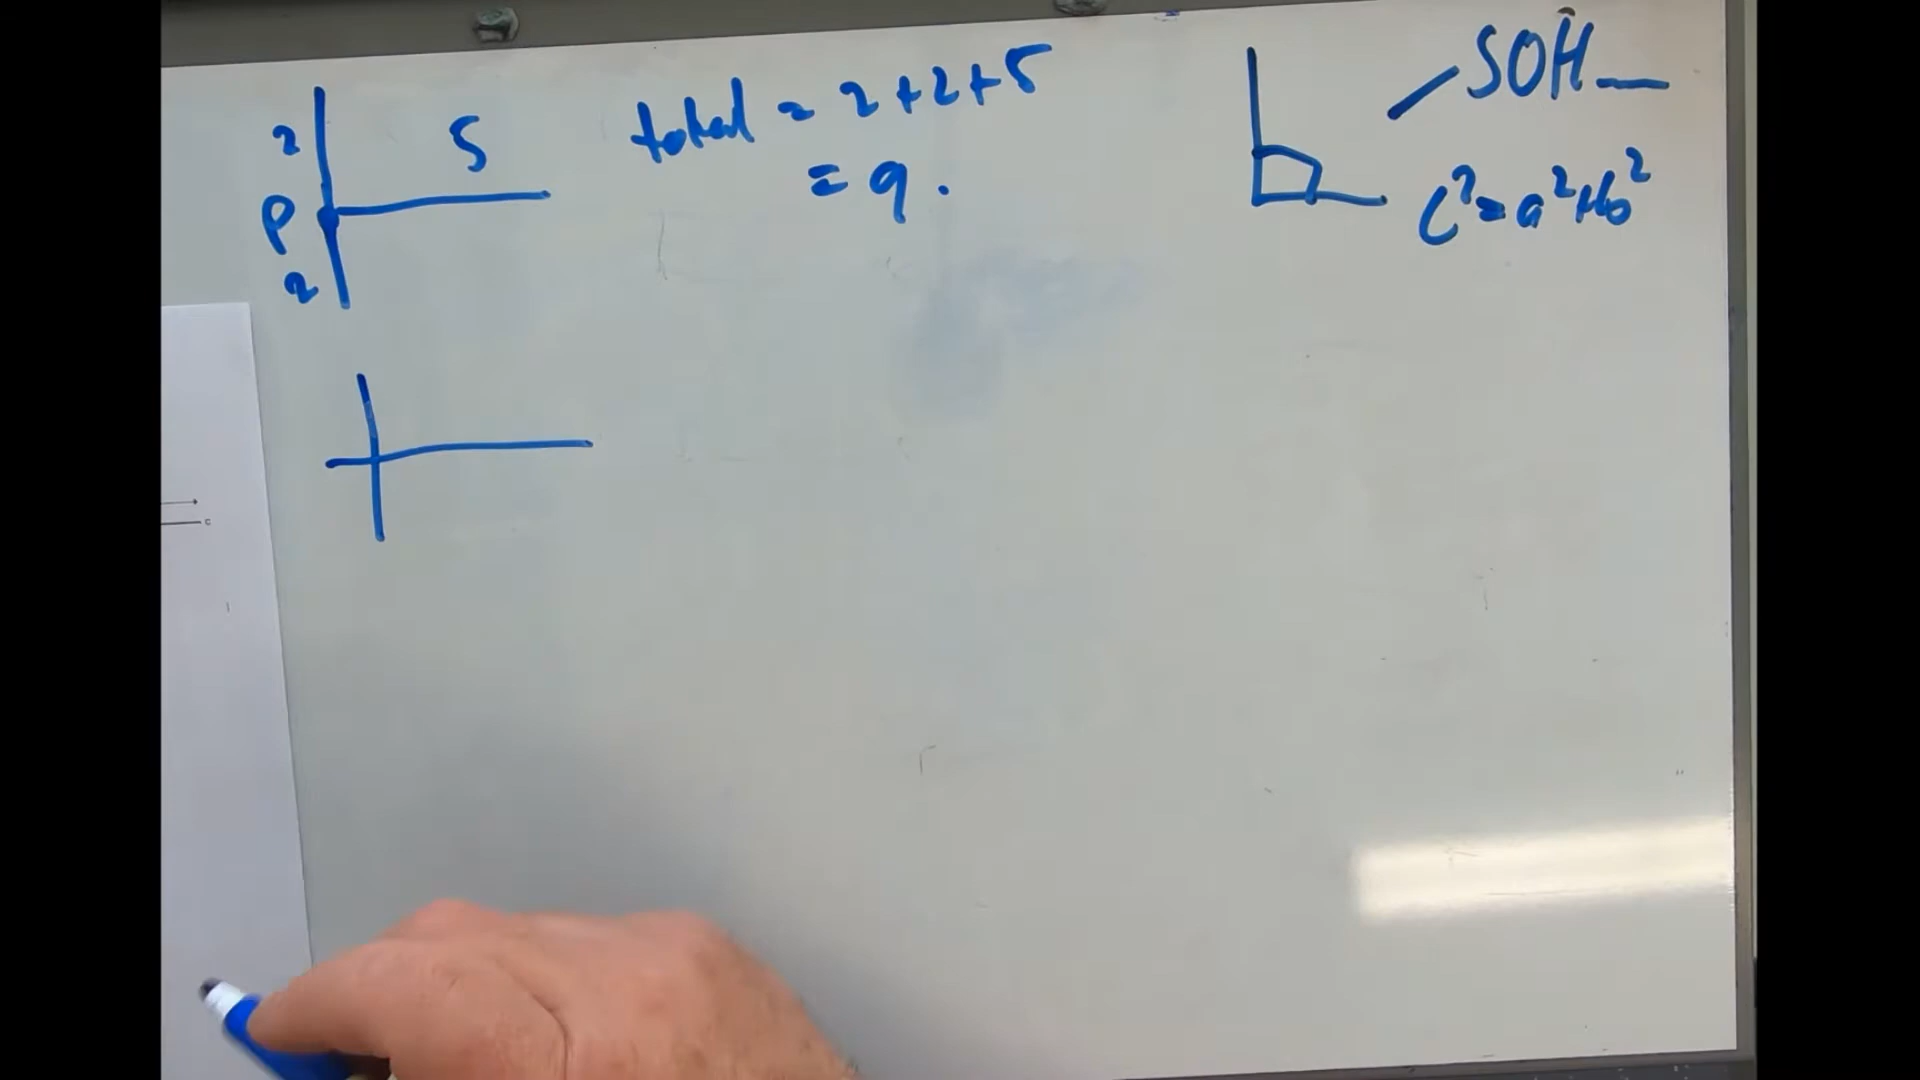 2
P
2
5
total = 2+2+5
= 9.
SOH
c²=a²+b²
c